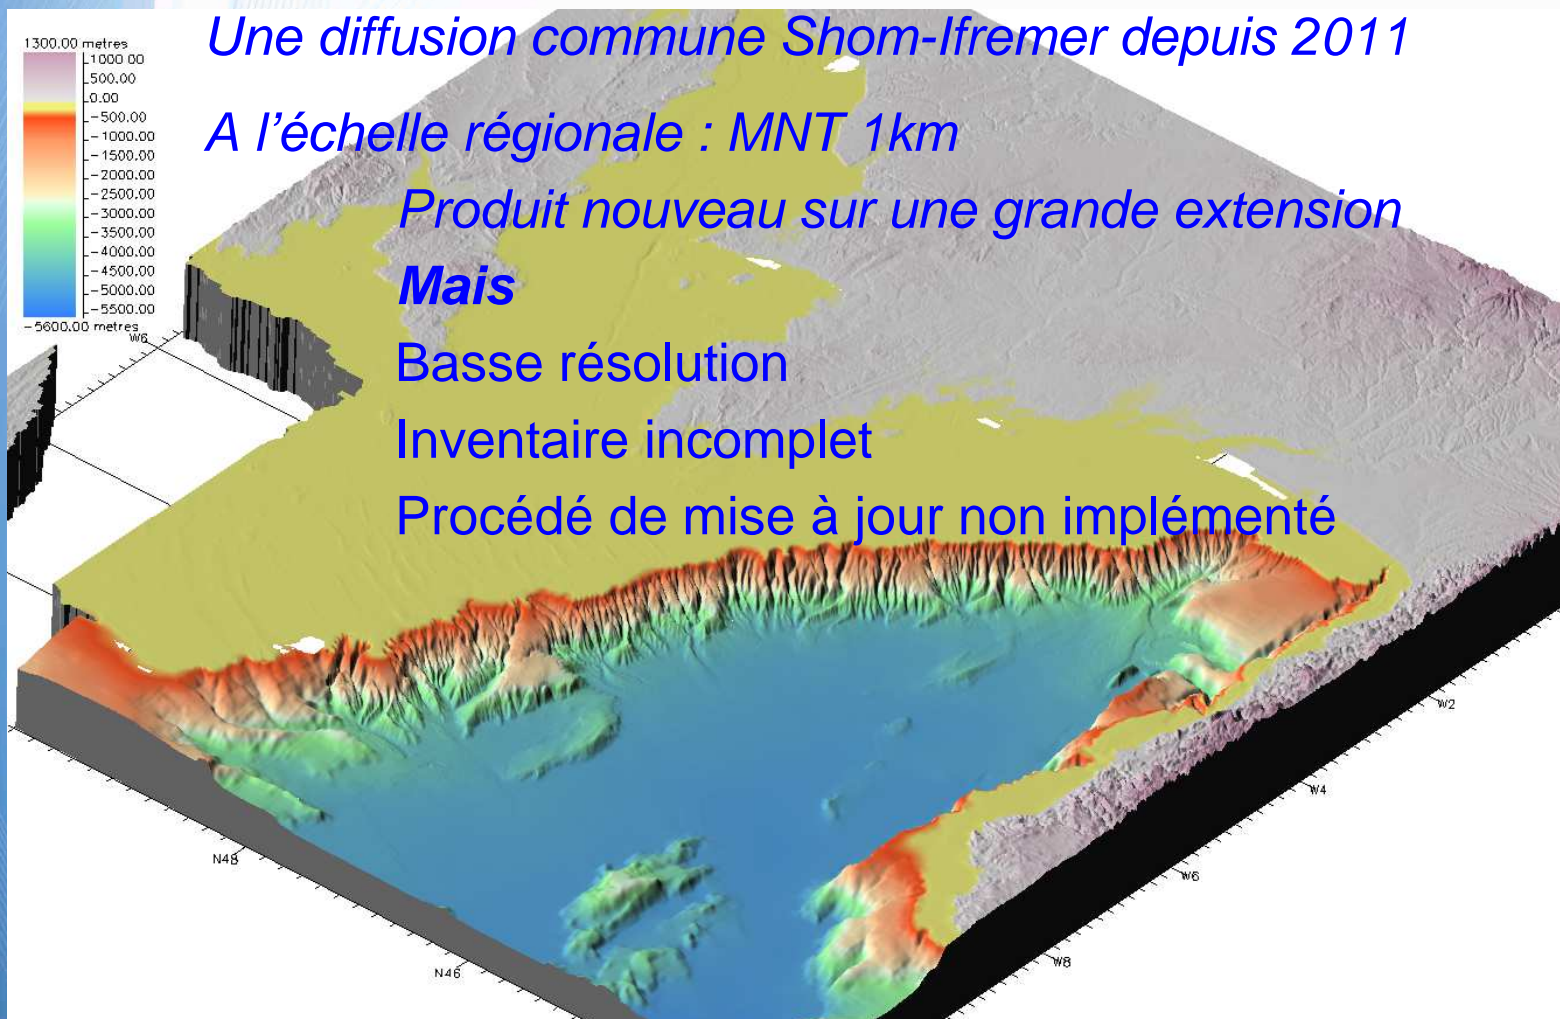 Une diffusion commune Shom-Ifremer depuis 2011
A l'échelle régionale : MNT 1km
Produit nouveau sur une grande extension
Mais
Basse résolution
Inventaire incomplet
Procédé de mise à jour non implémenté
1300.00 metres
1000 00
500.00
0.00
-500.00
-1000.00
-1500.00
-2000.00
-2500.00
-3000.00
-3500.00
-4000.00
-4500.00
-5000.00
-5500.00
-5600.00 metres
W6
W2
W4
W6
W8
N48
N46